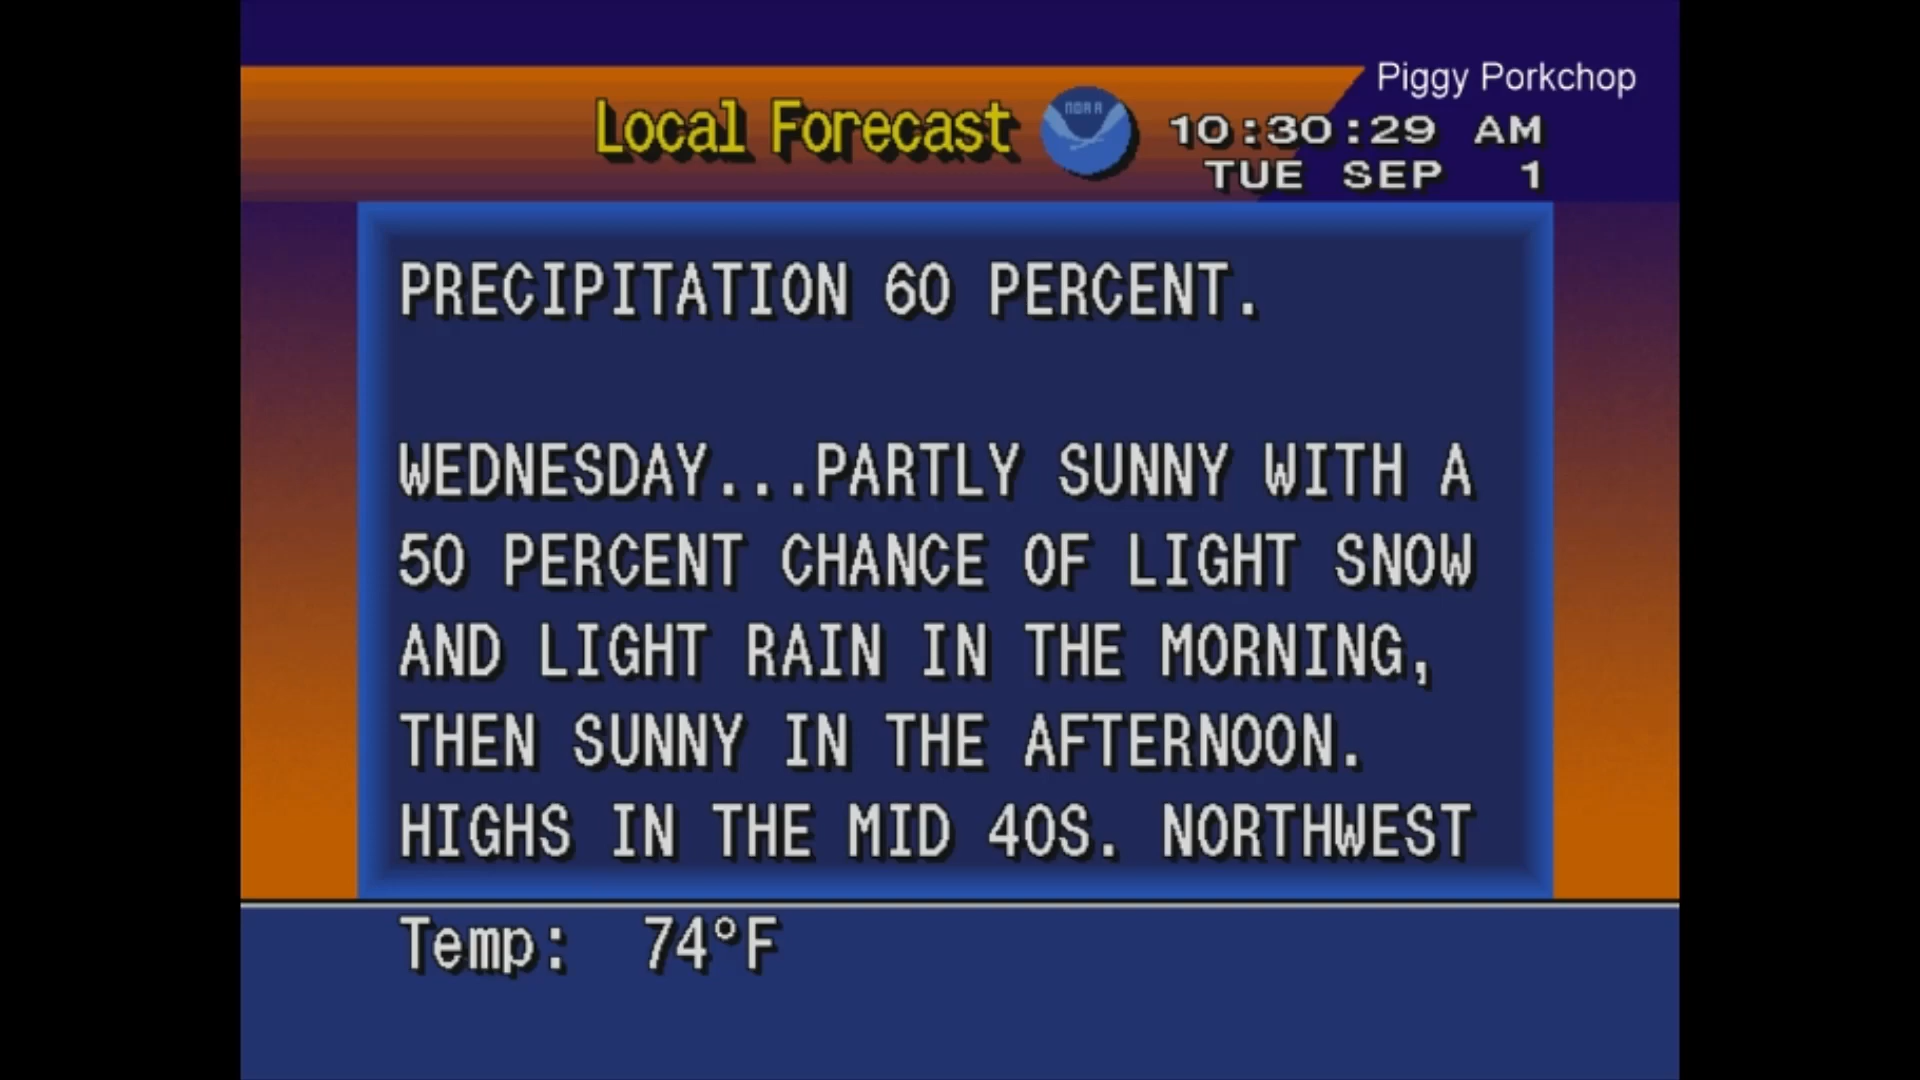 Piggy Porkchop
Local Forecast
NOAA
10:30:29 AM
TUE SEP 1
PRECIPITATION 60 PERCENT.
WEDNESDAY...PARTLY SUNNY WITH A
50 PERCENT CHANCE OF LIGHT SNOW
AND LIGHT RAIN IN THE MORNING,
THEN SUNNY IN THE AFTERNOON.
HIGHS IN THE MID 40S. NORTHWEST
Temp: 74°F